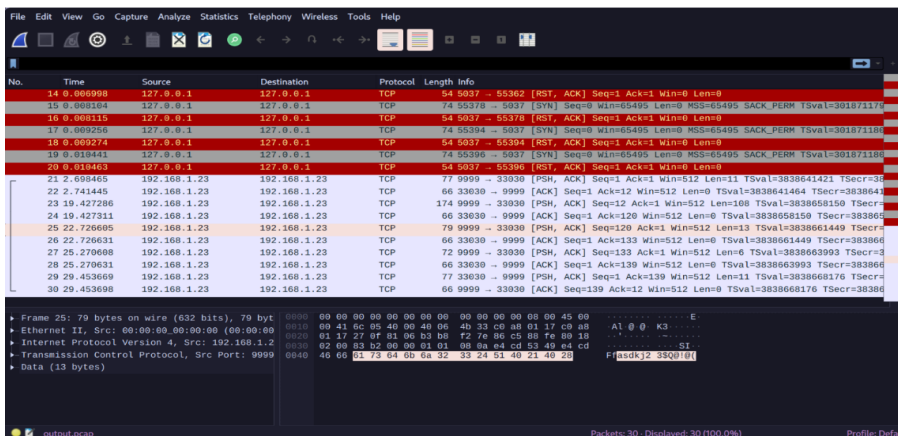 File Edit View Go Capture Analyze Statistics Telephony Wireless Tools Help
No. Time Source Destination Protocol Length Info
14 0.006998 127.0.0.1 127.0.0.1 TCP 54 5037 → 55362 [RST, ACK] Seq=1 Ack=1 Win=0 Len=0
15 0.008104 127.0.0.1 127.0.0.1 TCP 74 55378 → 5037 [SYN] Seq=0 Win=65495 Len=0 MSS=65495 SACK_PERM TSval=301871179
16 0.008115 127.0.0.1 127.0.0.1 TCP 54 5037 → 55378 [RST, ACK] Seq=1 Ack=1 Win=0 Len=0
17 0.009256 127.0.0.1 127.0.0.1 TCP 74 55394 → 5037 [SYN] Seq=0 Win=65495 Len=0 MSS=65495 SACK_PERM TSval=301871180
18 0.009274 127.0.0.1 127.0.0.1 TCP 54 5037 → 55394 [RST, ACK] Seq=1 Ack=1 Win=0 Len=0
19 0.010441 127.0.0.1 127.0.0.1 TCP 74 55396 → 5037 [SYN] Seq=0 Win=65495 Len=0 MSS=65495 SACK_PERM TSval=301871180
20 0.010463 127.0.0.1 127.0.0.1 TCP 54 5037 → 55396 [RST, ACK] Seq=1 Ack=1 Win=0 Len=0
21 2.698465 192.168.1.23 192.168.1.23 TCP 77 9999 → 33030 [PSH, ACK] Seq=1 Ack=1 Win=512 Len=11 TSval=3838641421 TSecr=38
22 2.741445 192.168.1.23 192.168.1.23 TCP 66 33030 → 9999 [ACK] Seq=1 Ack=12 Win=512 Len=0 TSval=3838641464 TSecr=3838641
23 19.427286 192.168.1.23 192.168.1.23 TCP 174 9999 → 33030 [PSH, ACK] Seq=12 Ack=1 Win=512 Len=108 TSval=3838658150 TSecr=
24 19.427311 192.168.1.23 192.168.1.23 TCP 66 33030 → 9999 [ACK] Seq=1 Ack=120 Win=512 Len=0 TSval=3838658150 TSecr=383865
25 22.726605 192.168.1.23 192.168.1.23 TCP 79 9999 → 33030 [PSH, ACK] Seq=120 Ack=1 Win=512 Len=13 TSval=3838661449 TSecr=
26 22.726631 192.168.1.23 192.168.1.23 TCP 66 33030 → 9999 [ACK] Seq=1 Ack=133 Win=512 Len=0 TSval=3838661449 TSecr=383866
27 25.270608 192.168.1.23 192.168.1.23 TCP 72 9999 → 33030 [PSH, ACK] Seq=133 Ack=1 Win=512 Len=6 TSval=3838663993 TSecr=3
28 25.270631 192.168.1.23 192.168.1.23 TCP 66 33030 → 9999 [ACK] Seq=1 Ack=139 Win=512 Len=0 TSval=3838663993 TSecr=383866
29 29.453669 192.168.1.23 192.168.1.23 TCP 77 33030 → 9999 [PSH, ACK] Seq=1 Ack=139 Win=512 Len=11 TSval=3838668176 TSecr=
30 29.453698 192.168.1.23 192.168.1.23 TCP 66 9999 → 33030 [ACK] Seq=139 Ack=12 Win=512 Len=0 TSval=3838668176 TSecr=3
Frame 25: 79 bytes on wire (632 bits), 79 byt
Ethernet II, Src: 00:00:00_00:00:00 (00:00:00
Internet Protocol Version 4, Src: 192.168.1.2
Transmission Control Protocol, Src Port: 9999
Data (13 bytes)
0000 00 00 00 00 00 00 00 00 00 00 00 00 08 00 45 00 ··············E·
0010 00 41 6c 05 40 00 40 06 4b 33 c0 a8 01 17 c0 a8 ·Al·@·@· K3······
0020 01 17 27 0f 81 06 b3 b8 f2 7e 86 c5 88 fe 80 18
0030 02 00 83 b2 00 00 01 01 08 0a e4 cd 53 49 e4 cd ············SI··
0040 46 66 61 73 64 6b 6a 32 33 24 51 40 21 40 28 Ffasdkj2 3$Q@!@(
output.pcap Packets: 30 · Displayed: 30 (100.0%) Profile: Defa